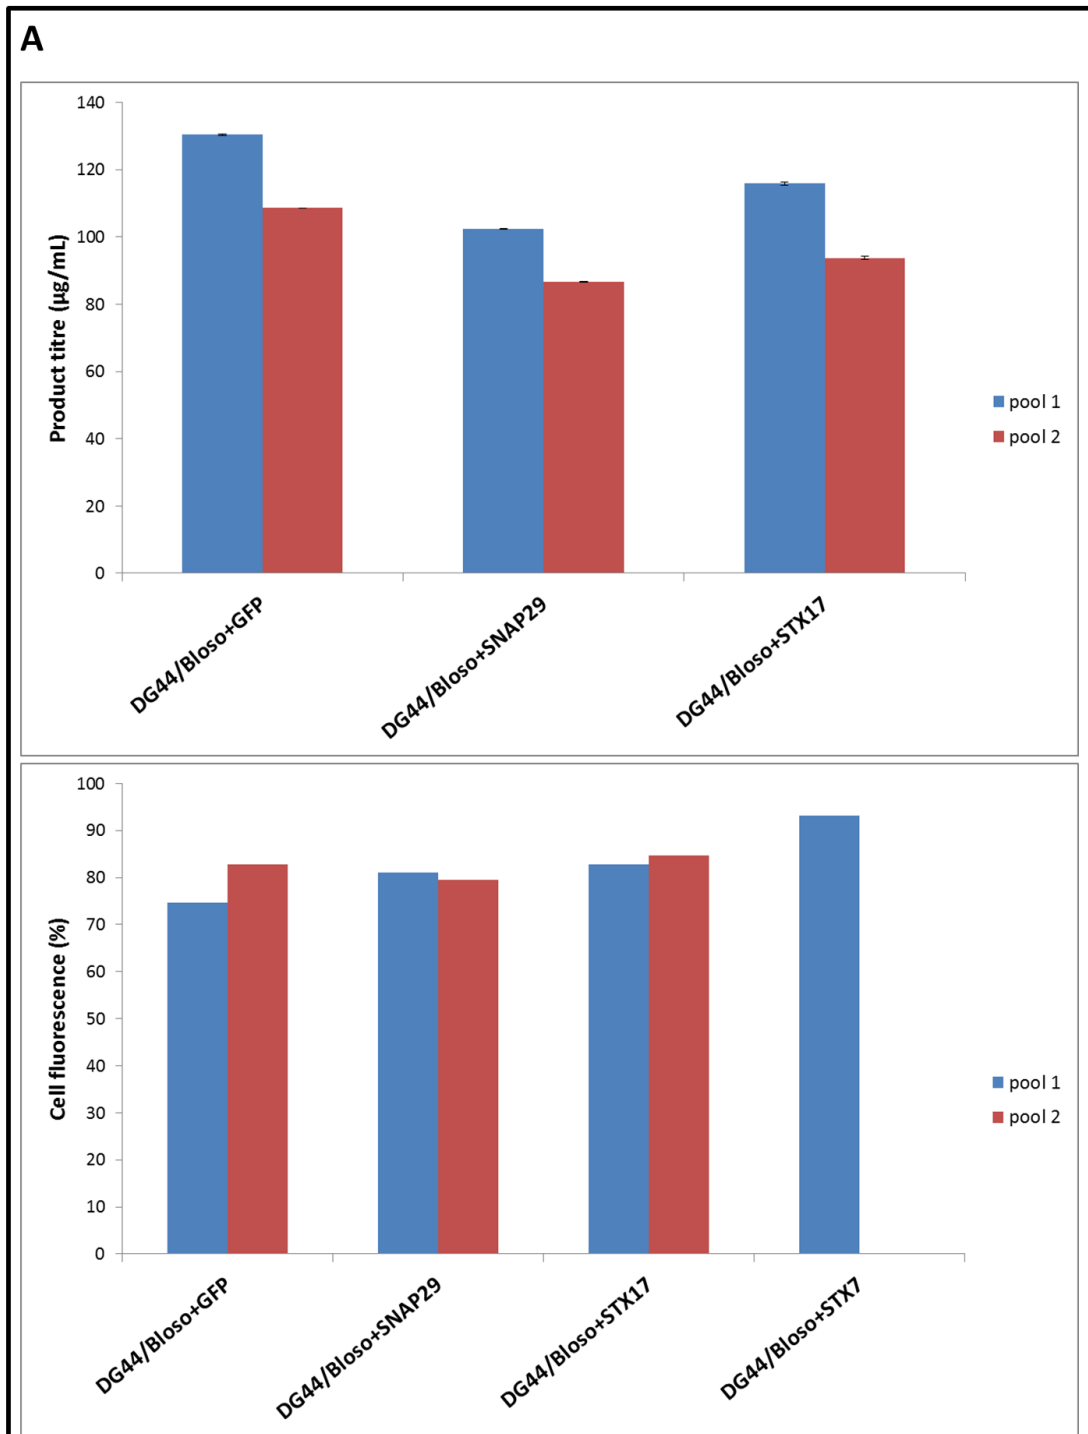 A
140
120
100
80
60
40
20
0
Product titre (µg/mL)
DG44/Bloso+GFP
DG44/Bloso+SNAP29
DG44/Bloso+STX17
pool 1
pool 2
100
90
80
70
60
50
40
30
20
10
0
Cell fluorescence (%)
DG44/Bloso+GFP
DG44/Bloso+SNAP29
DG44/Bloso+STX17
DG44/Bloso+STX7
pool 1
pool 2